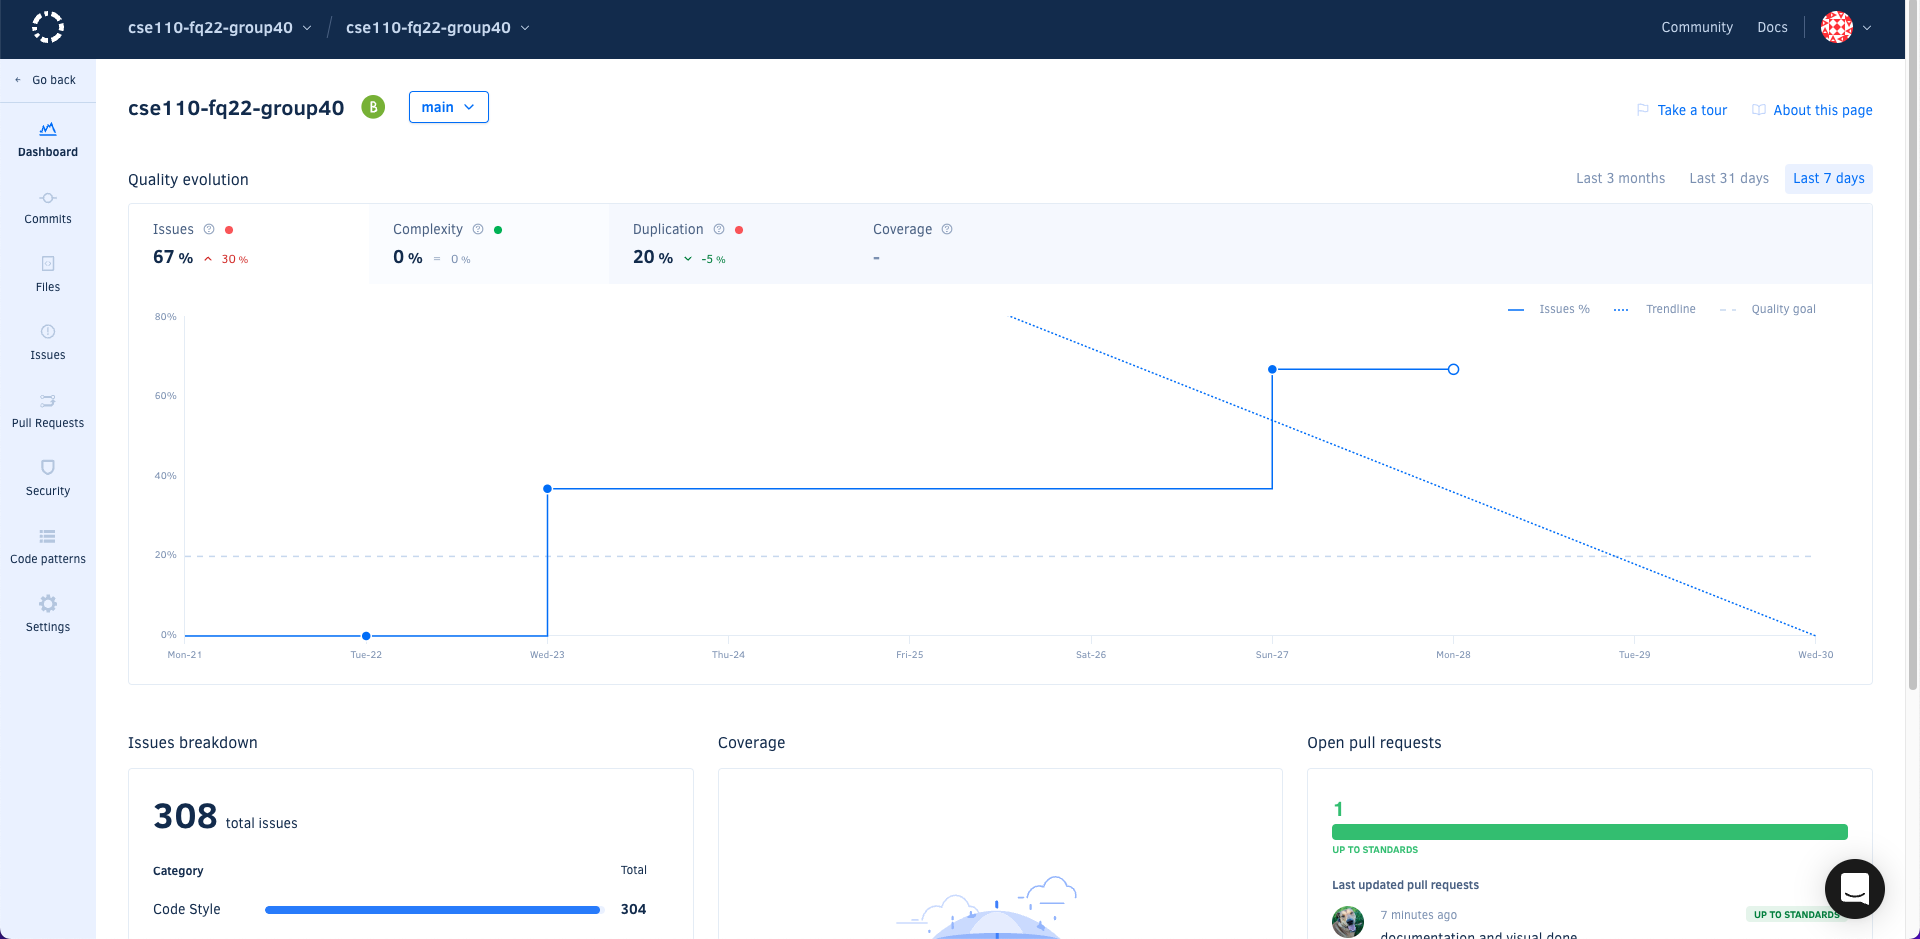 cse110-fq22-group40 / cse110-fq22-group40
Community Docs
Go back
Dashboard
Commits
Files
Issues
Pull Requests
Security
Code patterns
Settings
cse110-fq22-group40 B main
Take a tour About this page
Quality evolution
Last 3 months Last 31 days Last 7 days
Issues Complexity Duplication Coverage
67 % 30 % 0 % = 0 % 20 % -5 % -
Issues % Trendline Quality goal
80%
60%
40%
20%
0%
Mon-21 Tue-22 Wed-23 Thu-24 Fri-25 Sat-26 Sun-27 Mon-28 Tue-29 Wed-30
Issues breakdown
308 total issues
Category Total
Code Style 304
Coverage
Open pull requests
1
UP TO STANDARDS
Last updated pull requests
7 minutes ago UP TO STANDARDS
documentation and visual done